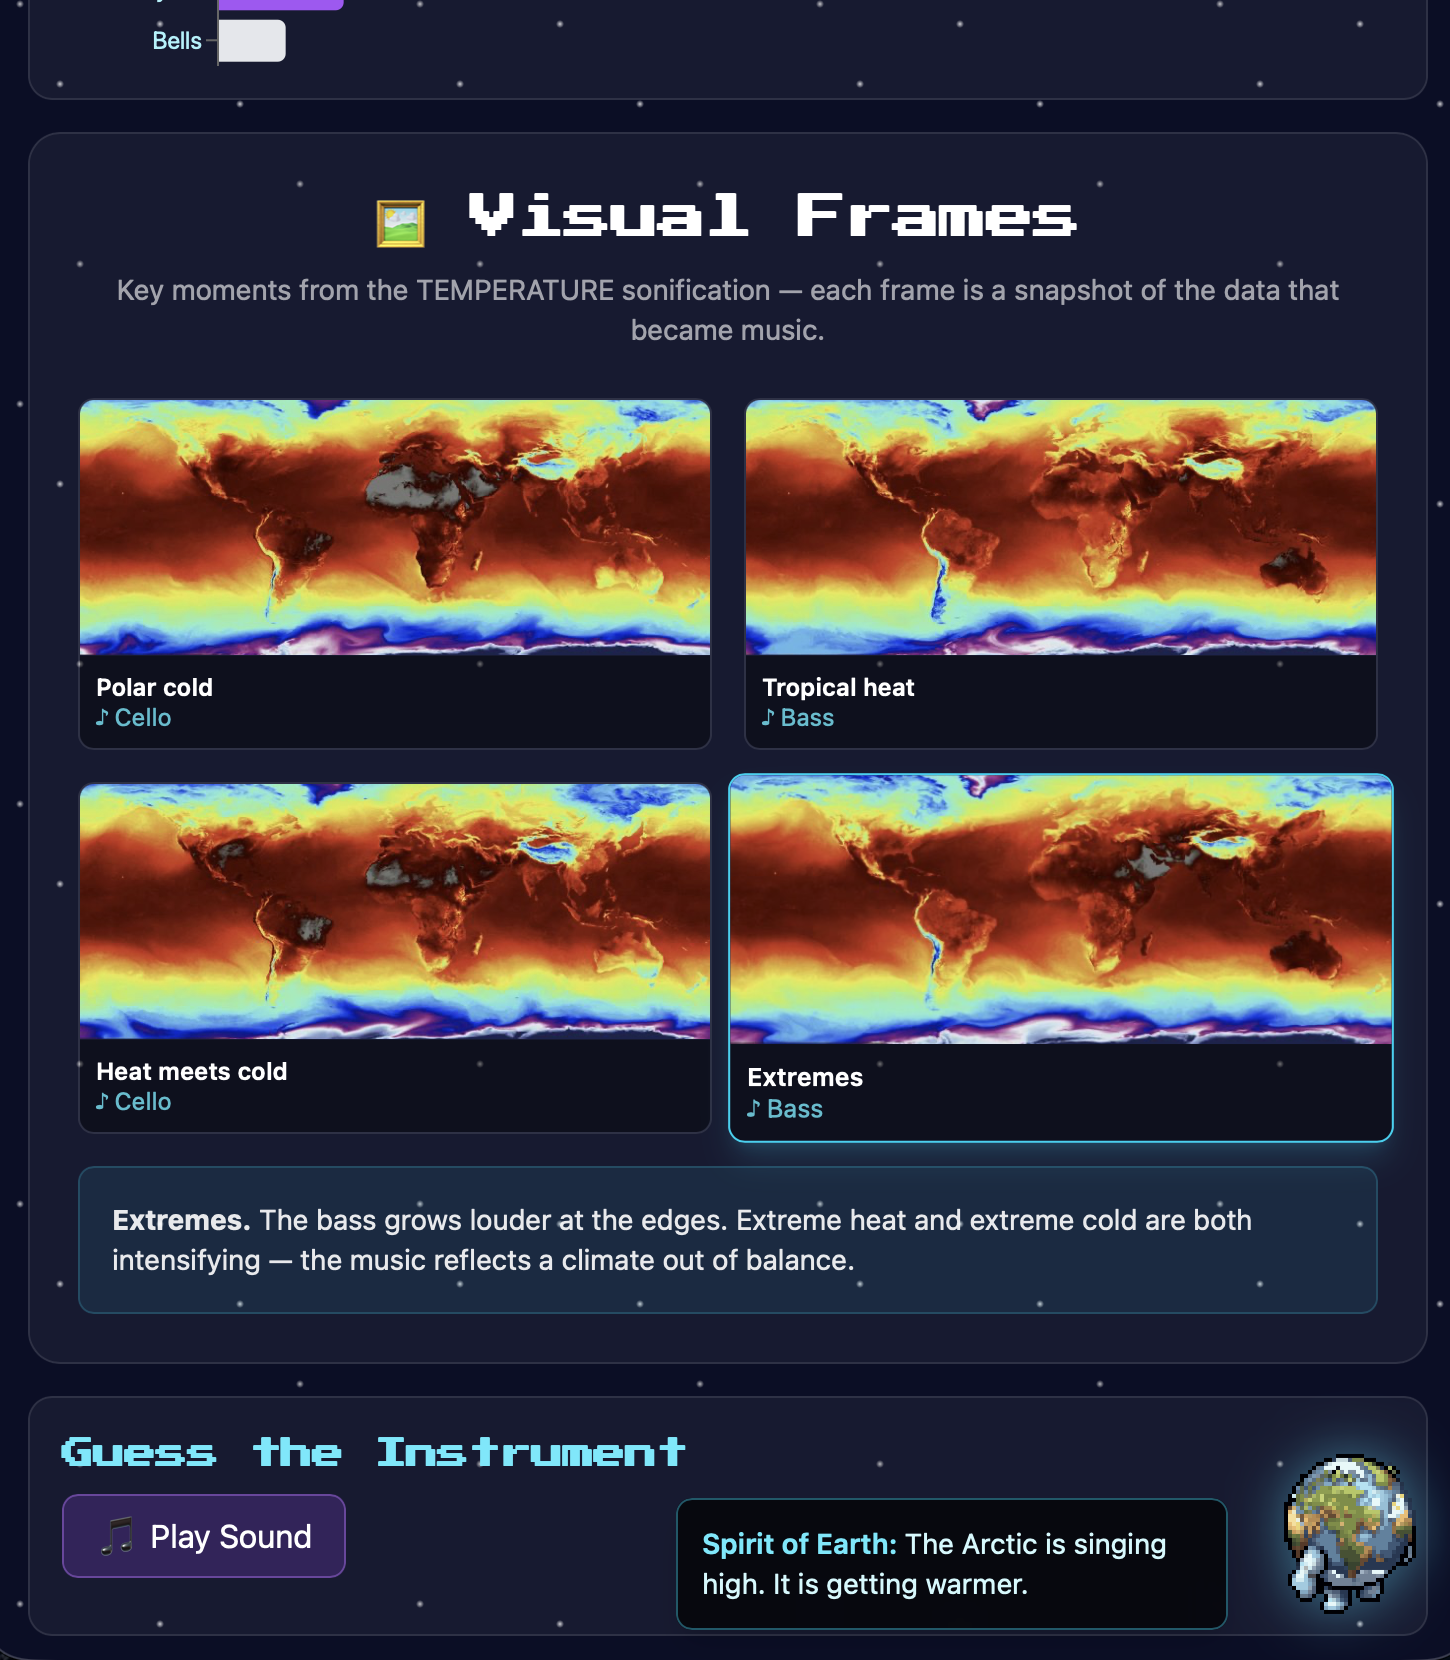 Bells
Visual Frames
Key moments from the TEMPERATURE sonification — each frame is a snapshot of the data that
became music.
Polar cold
♪ Cello
Tropical heat
♪ Bass
Heat meets cold
♪ Cello
Extremes
♪ Bass
Extremes. The bass grows louder at the edges. Extreme heat and extreme cold are both
intensifying — the music reflects a climate out of balance.
Guess the Instrument
🎵 Play Sound
Spirit of Earth: The Arctic is singing
high. It is getting warmer.